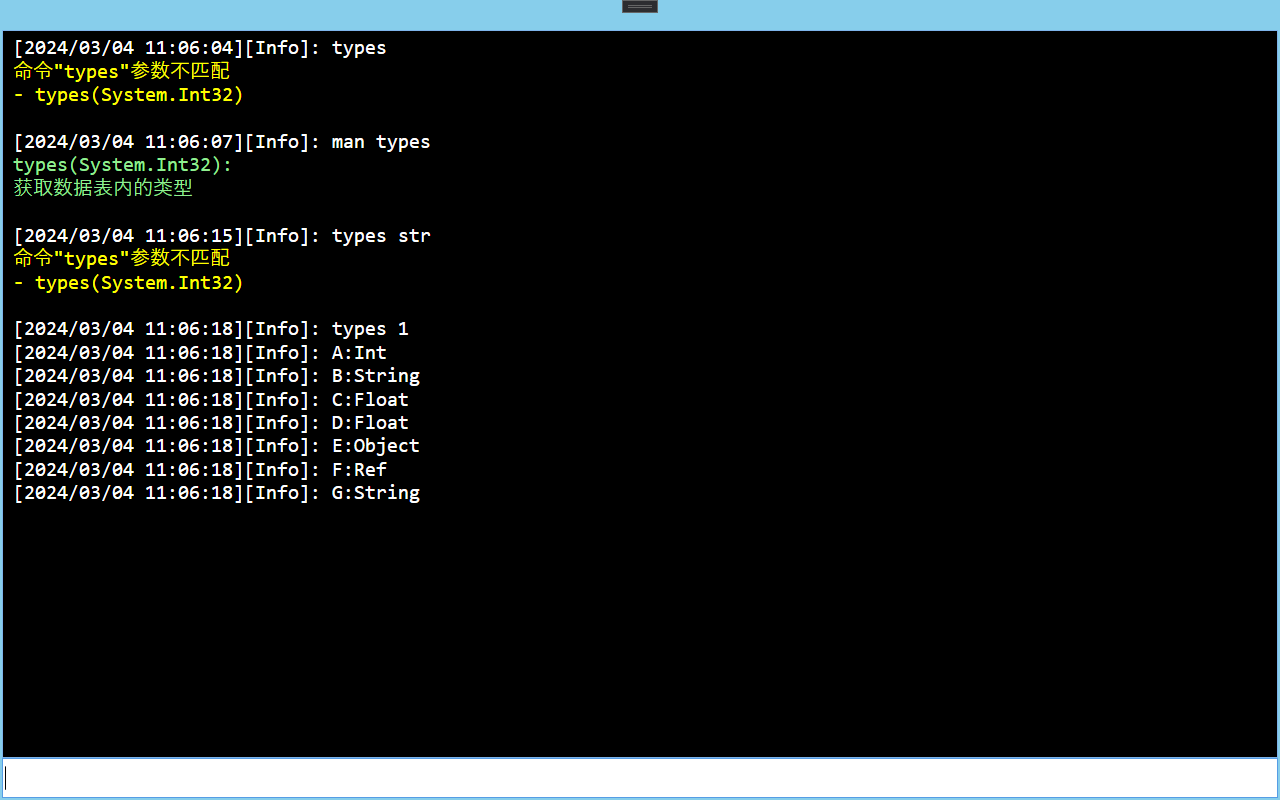 [2024/03/04 11:06:04][Info]: types
命令"types"参数不匹配
- types(System.Int32)
[2024/03/04 11:06:07][Info]: man types
types(System.Int32):
获取数据表内的类型
[2024/03/04 11:06:15][Info]: types str
命令"types"参数不匹配
- types(System.Int32)
[2024/03/04 11:06:18][Info]: types 1
[2024/03/04 11:06:18][Info]: A:Int
[2024/03/04 11:06:18][Info]: B:String
[2024/03/04 11:06:18][Info]: C:Float
[2024/03/04 11:06:18][Info]: D:Float
[2024/03/04 11:06:18][Info]: E:Object
[2024/03/04 11:06:18][Info]: F:Ref
[2024/03/04 11:06:18][Info]: G:String